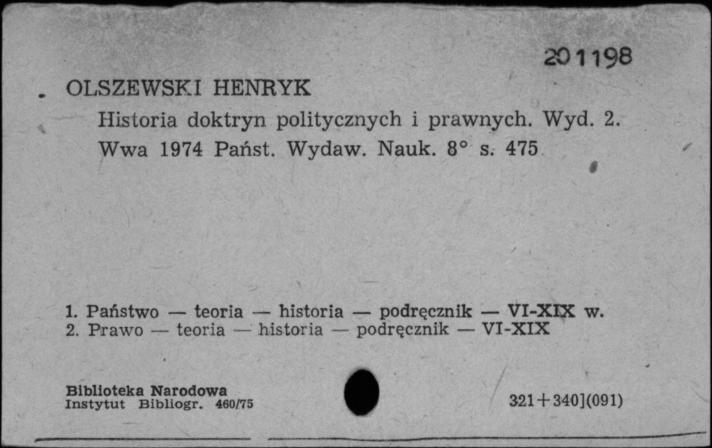 201198
OLSZEWSKI HENRYK
Historia doktryn politycznych i prawnych. Wyd. 2.
Wwa 1974 Państ. Wydaw. Nauk. 8° s. 475
1. Państwo — teoria — historia — podręcznik — VI-XIX w.
2. Prawo — teoria — historia — podręcznik — VI-XIX
Biblioteka Narodowa
Instytut Bibliogr. 460/75
321+340](091)